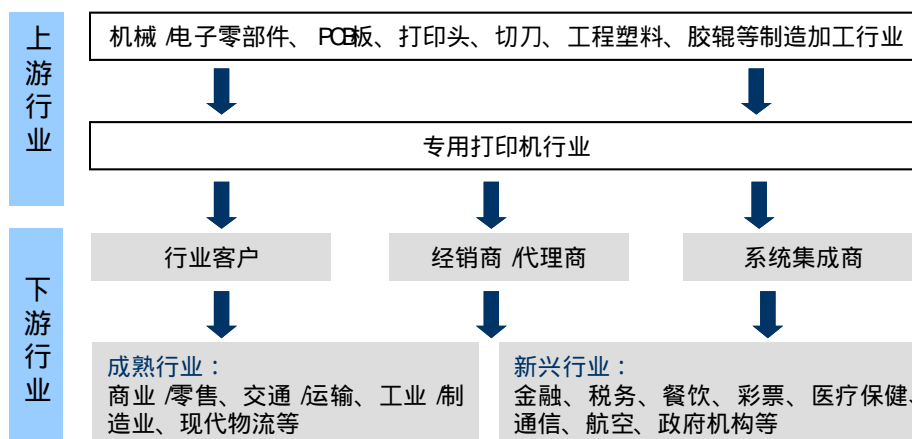 上游行业
机械/电子零部件、PCB板、打印头、切刀、工程塑料、胶辊等制造加工行业
专用打印机行业
下游行业
行业客户
经销商/代理商
系统集成商
成熟行业：
商业/零售、交通/运输、工业/制
造业、现代物流等
新兴行业：
金融、税务、餐饮、彩票、医疗保健、
通信、航空、政府机构等